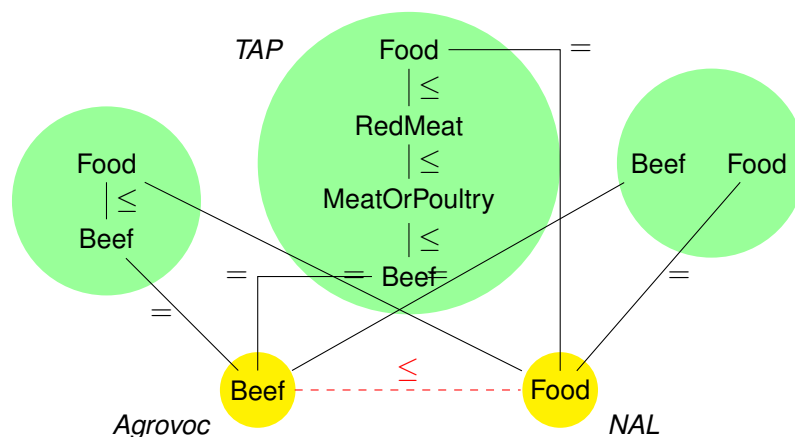 TAP
Food
=
≤
RedMeat
≤
MeatOrPoultry
≤
Beef
Food
≤
Beef
Beef
Food
=
=
=
=
=
=
Beef
≤
Food
Agrovoc
NAL